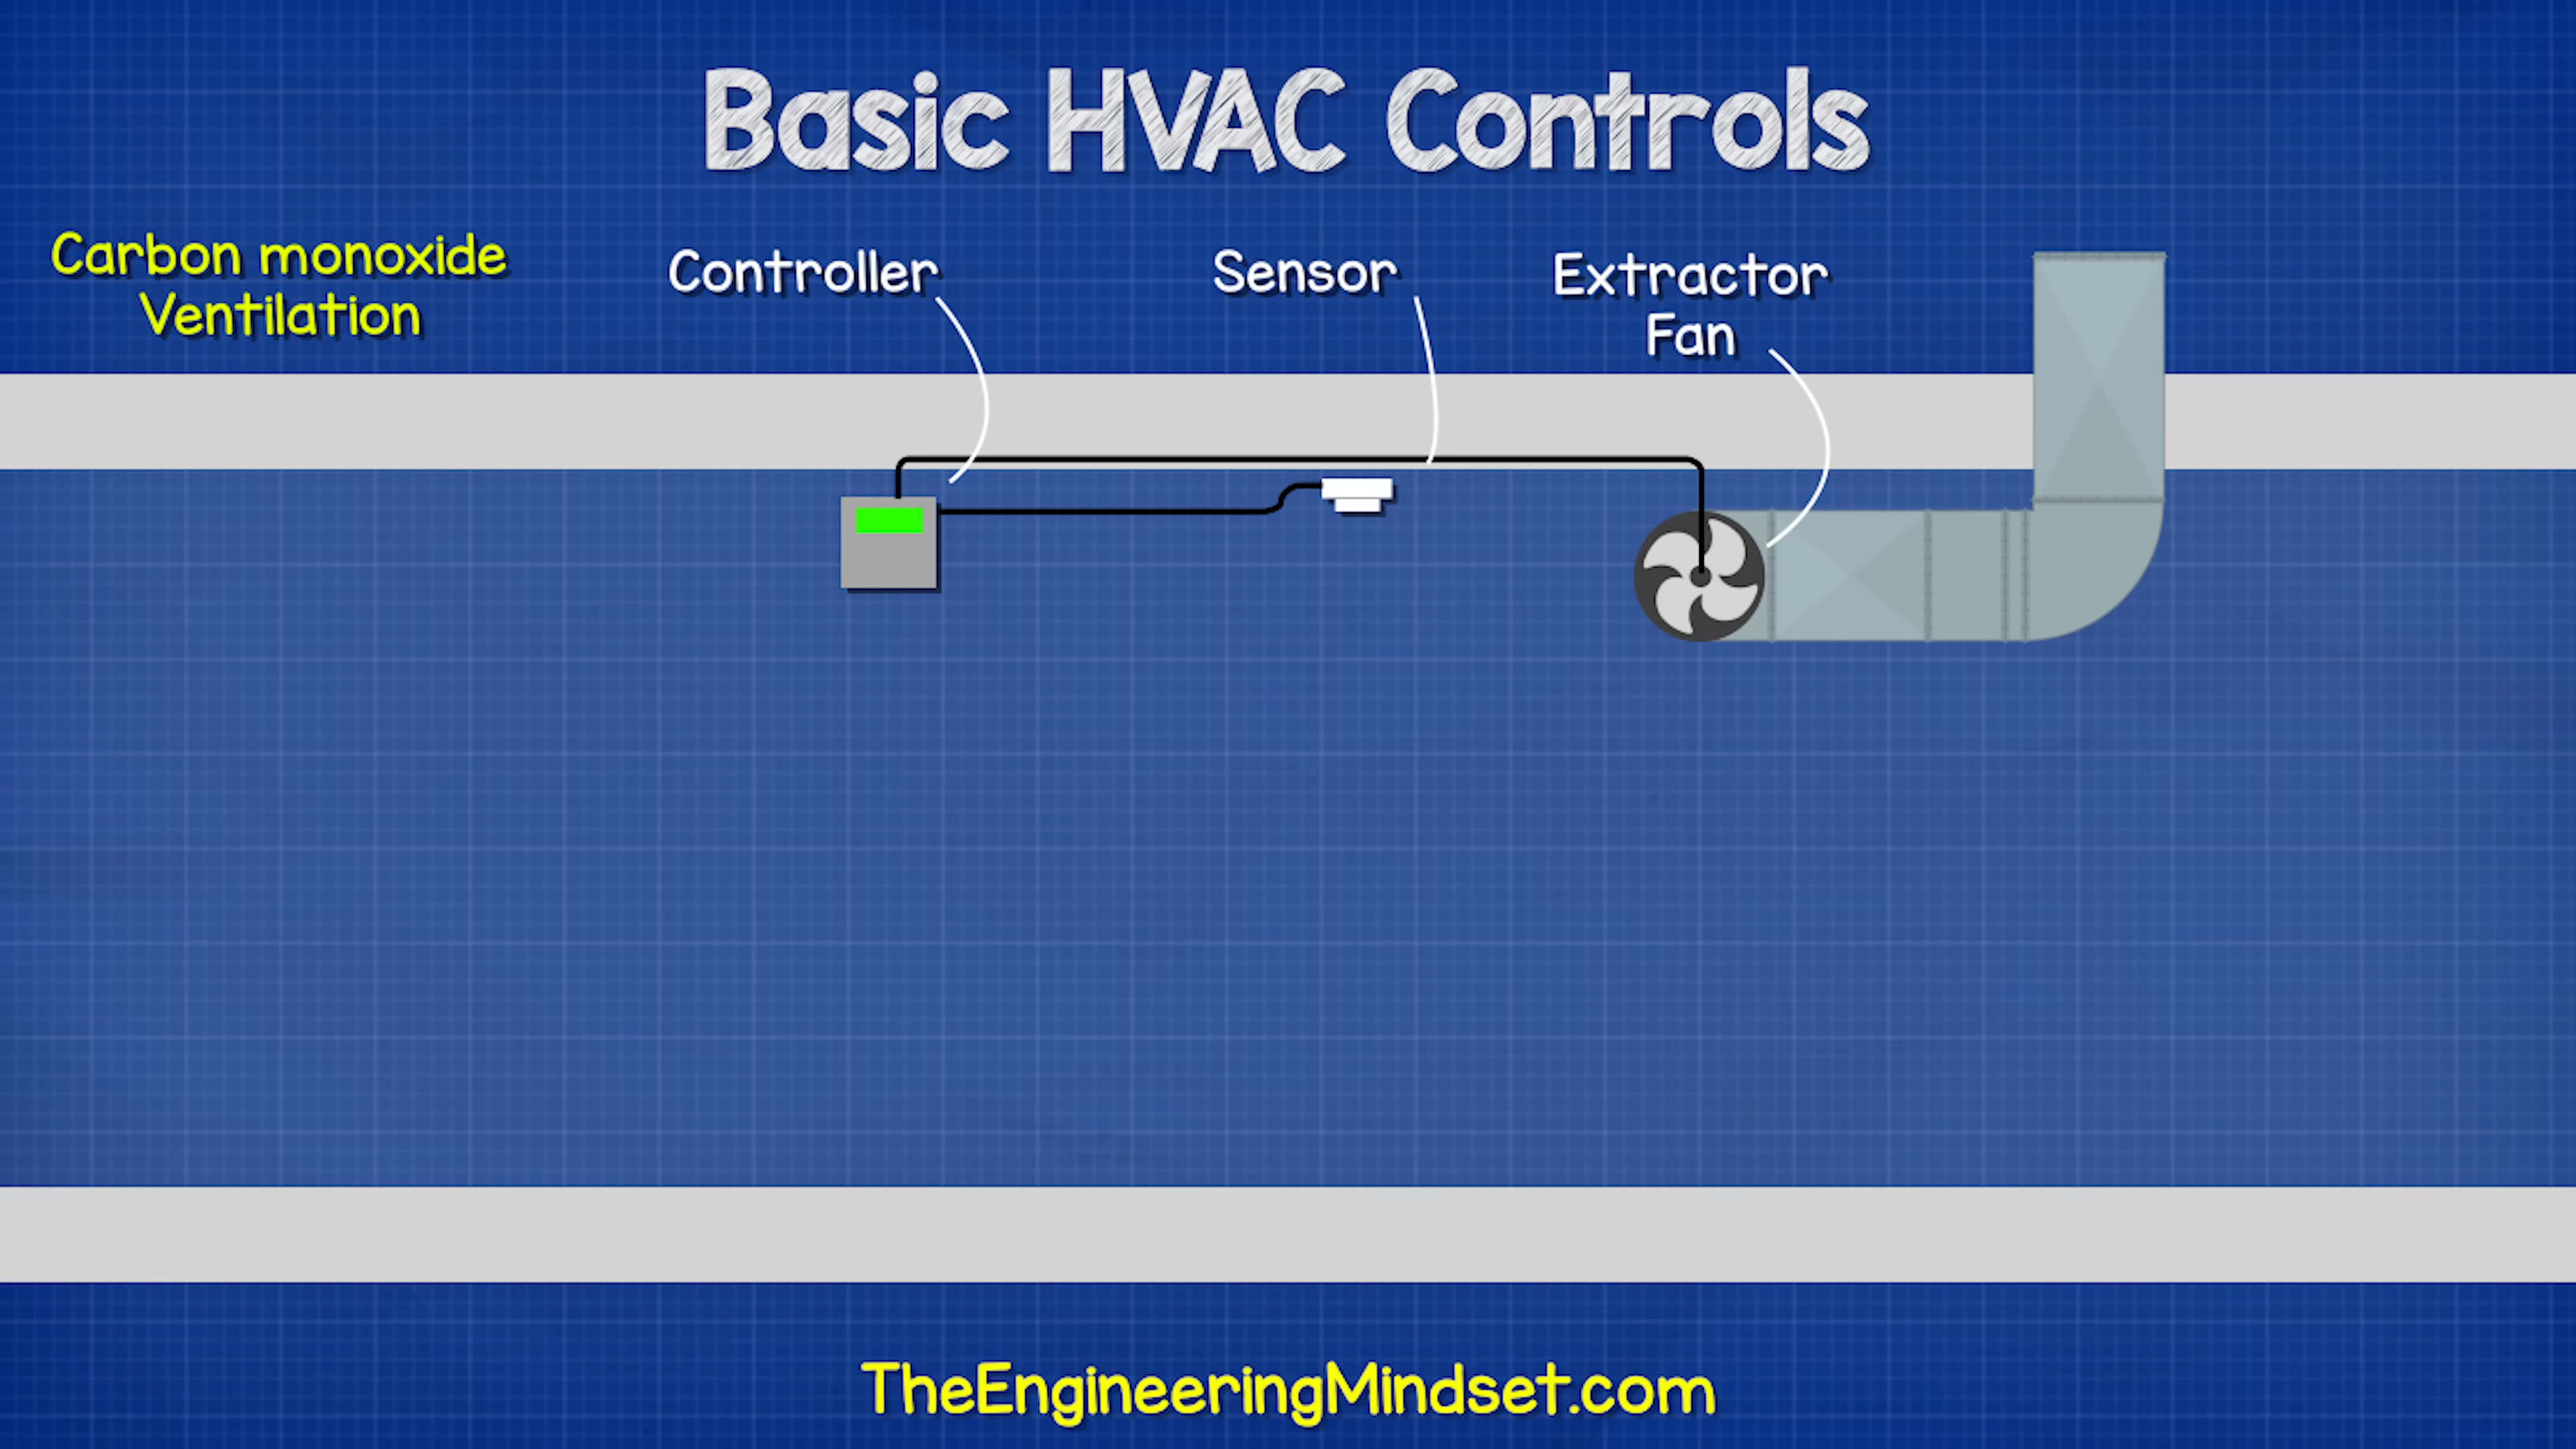 Basic HVAC Controls
Carbon monoxide
Ventilation
Controller
Sensor
Extractor
Fan
TheEngineeringMindset.com